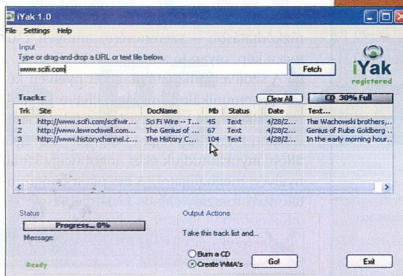 iYak 1.0
File Settings Help
Input
Type or drag-and-drop a URL or text file below.
www.scifi.com
Fetch
iYak
registered
Tracks:
Clear All
CD 30% Full
Trk Site DocName Mb Status Date Text...
1 http://www.scifi.com/scifiwir... Sci Fi Wire -- T... 45 Text 4/28/2... The Wachowski brothers,...
2 http://www.lewrockwell.com... The Genius of ... 67 Text 4/28/2... Genius of Rube Goldberg ...
3 http://www.historychannel.c... The History C... 104 Text 4/28/2... In the early morning hour...
Status
Progress... 0%
Message:
Ready
Output Actions
Take this track list and...
Burn a CD
Create WMA's
Go!
Exit